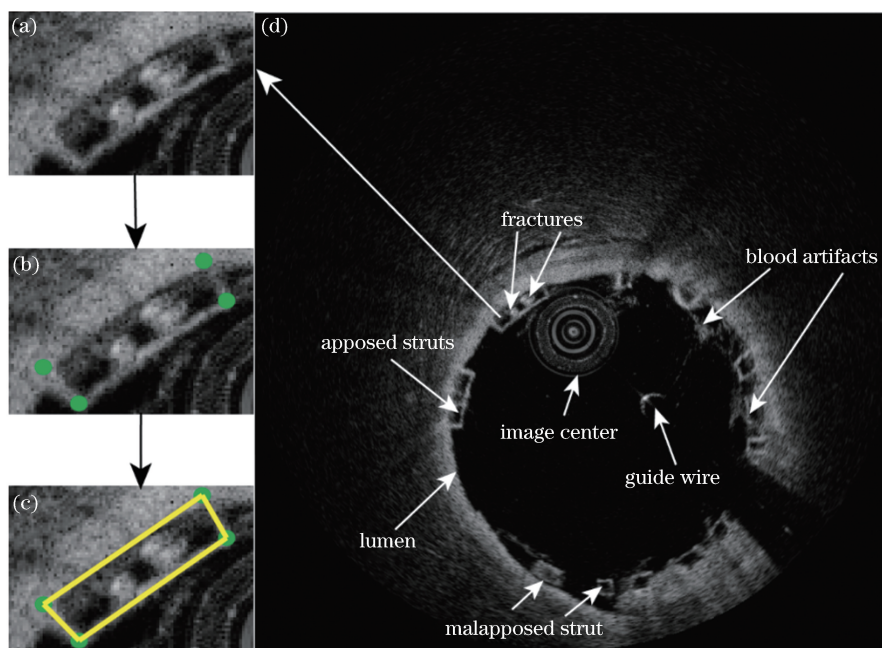 (a)
(b)
(c)
(d)
fractures
blood artifacts
apposed struts
image center
guide wire
lumen
malapposed strut